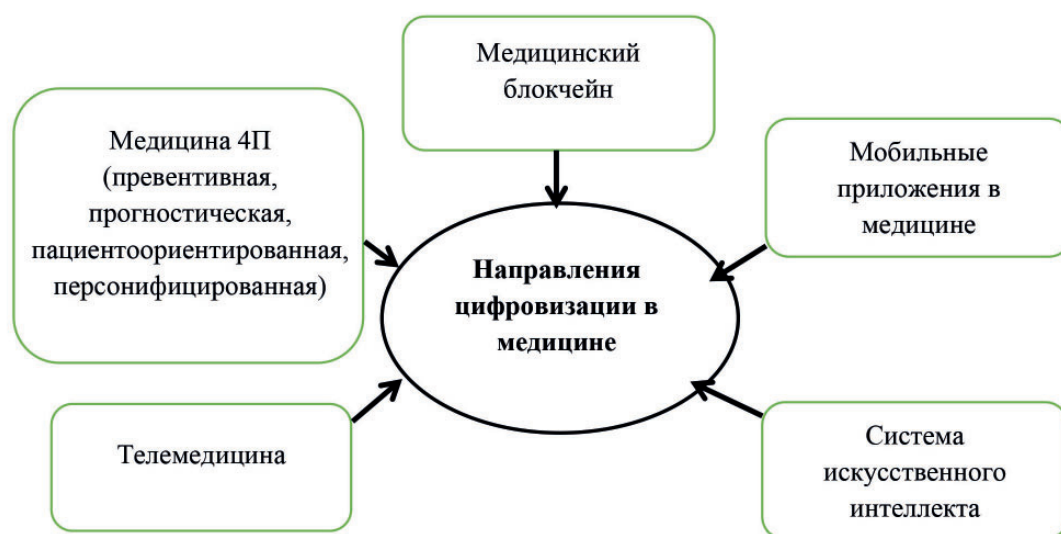 Медицинский
блокчейн
Медицина 4П
(превентивная,
прогностическая,
пациентоориентированная,
персонифицированная)
Мобильные
приложения в
медицине
Направления
цифровизации в
медицине
Телемедицина
Система
искусственного
интеллекта